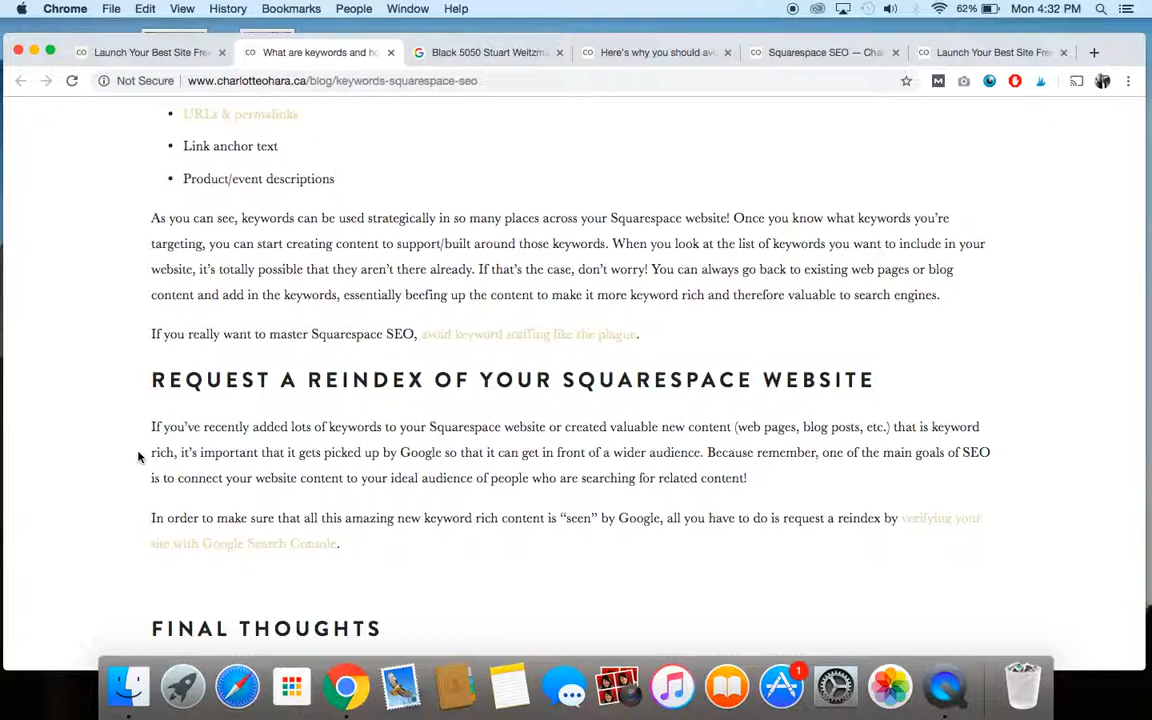 Chrome File Edit View History Bookmarks People Window Help 62% Mon 4:32 PM
Launch Your Best Site Fre
What are keywords and ho
Black 5050 Stuart Weitzma
Here's why you should avo
Squarespace SEO — Cha
Launch Your Best Site Fre
Not Secure www.charlotteohara.ca/blog/keywords-squarespace-seo
• URLs & permalinks
• Link anchor text
• Product/event descriptions
As you can see, keywords can be used strategically in so many places across your Squarespace website! Once you know what keywords you're
targeting, you can start creating content to support/built around those keywords. When you look at the list of keywords you want to include in your
website, it's totally possible that they aren't there already. If that's the case, don't worry! You can always go back to existing web pages or blog
content and add in the keywords, essentially beefing up the content to make it more keyword rich and therefore valuable to search engines.
If you really want to master Squarespace SEO, avoid keyword stuffing like the plague.
REQUEST A REINDEX OF YOUR SQUARESPACE WEBSITE
If you've recently added lots of keywords to your Squarespace website or created valuable new content (web pages, blog posts, etc.) that is keyword
rich, it's important that it gets picked up by Google so that it can get in front of a wider audience. Because remember, one of the main goals of SEO
is to connect your website content to your ideal audience of people who are searching for related content!
In order to make sure that all this amazing new keyword rich content is “seen” by Google, all you have to do is request a reindex by verifying your
site with Google Search Console.
FINAL THOUGHTS
1